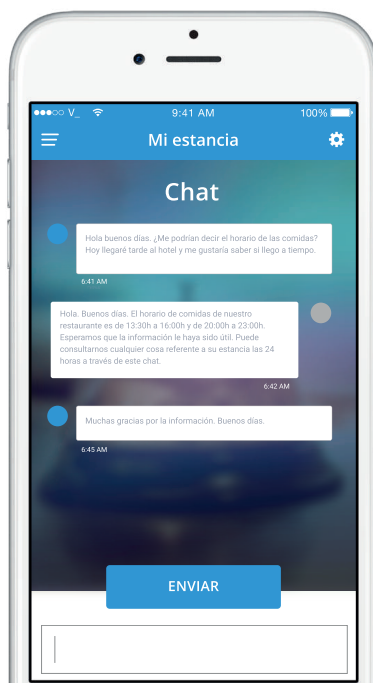 V_ 9:41 AM 100%
Mi estancia
Chat
Hola buenos días. ¿Me podrían decir el horario de las comidas?
Hoy llegaré tarde al hotel y me gustaría saber si llego a tiempo.
6:41 AM
Hola. Buenos días. El horario de comidas de nuestro
restaurante es de 13:30h a 16:00h y de 20:00h a 23:00h.
Esperamos que la información le haya sido útil. Puede
consultarnos cualquier cosa referente a su estancia las 24
horas a través de este chat.
6:42 AM
Muchas gracias por la información. Buenos días.
6:45 AM
ENVIAR